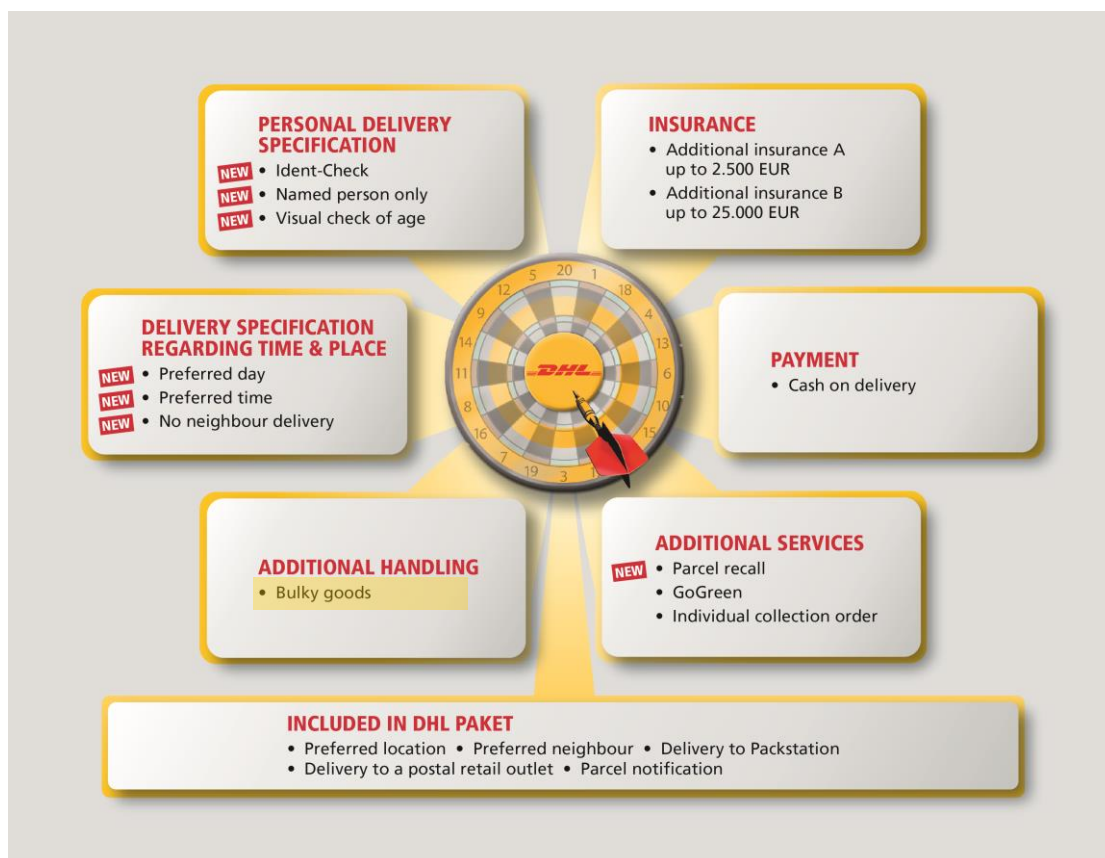 PERSONAL DELIVERY
SPECIFICATION
NEW • Ident-Check
NEW • Named person only
NEW • Visual check of age
INSURANCE
• Additional insurance A
up to 2.500 EUR
• Additional insurance B
up to 25.000 EUR
DELIVERY SPECIFICATION
REGARDING TIME & PLACE
NEW • Preferred day
NEW • Preferred time
NEW • No neighbour delivery
5 20 1
12 18
9 4
14 13
11 DHL 6
8 10
16 15
7 19 3
PAYMENT
• Cash on delivery
ADDITIONAL HANDLING
• Bulky goods
ADDITIONAL SERVICES
NEW • Parcel recall
• GoGreen
• Individual collection order
INCLUDED IN DHL PAKET
• Preferred location • Preferred neighbour • Delivery to Packstation
• Delivery to a postal retail outlet • Parcel notification